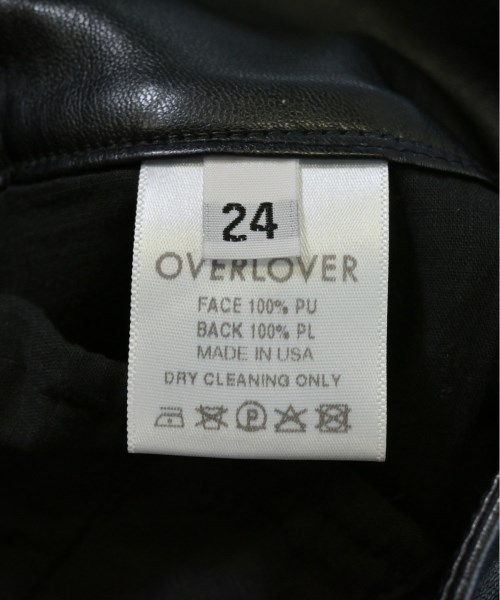 24
OVERLOVER
FACE 100% PU
BACK 100% PL
MADE IN USA
DRY CLEANING ONLY
P